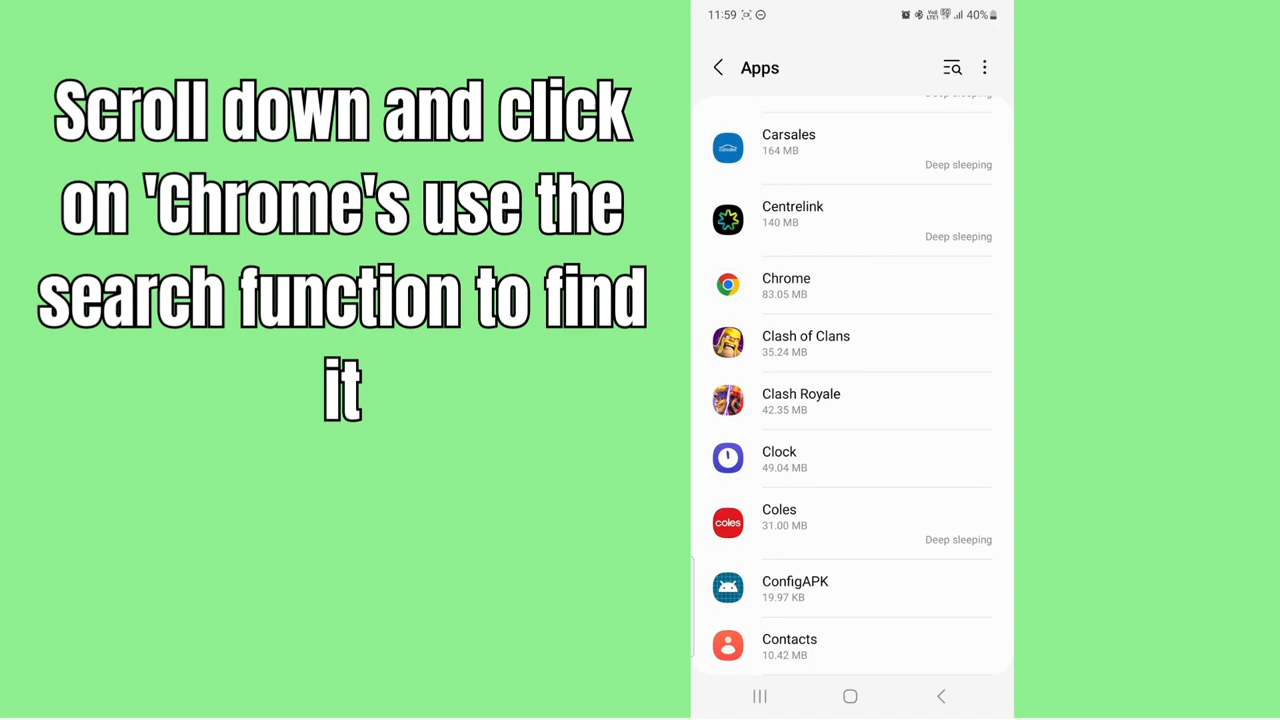 Scroll down and click
on 'Chrome's use the
search function to find
it
11:59
40%
Apps
Carsales
164 MB
Deep sleeping
Centrelink
140 MB
Deep sleeping
Chrome
83.05 MB
Clash of Clans
35.24 MB
Clash Royale
42.35 MB
Clock
49.04 MB
coles
Coles
31.00 MB
Deep sleeping
ConfigAPK
19.97 KB
Contacts
10.42 MB